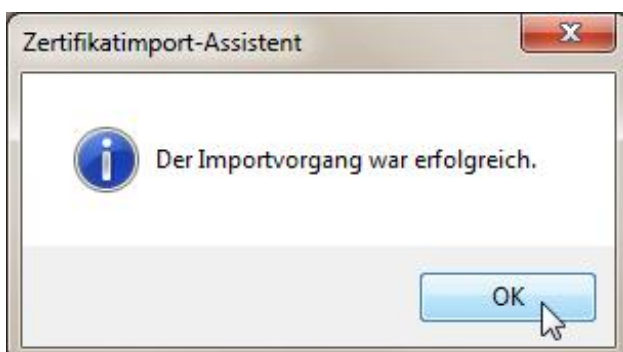 Zertifikatimport-Assistent
Der Importvorgang war erfolgreich.
OK